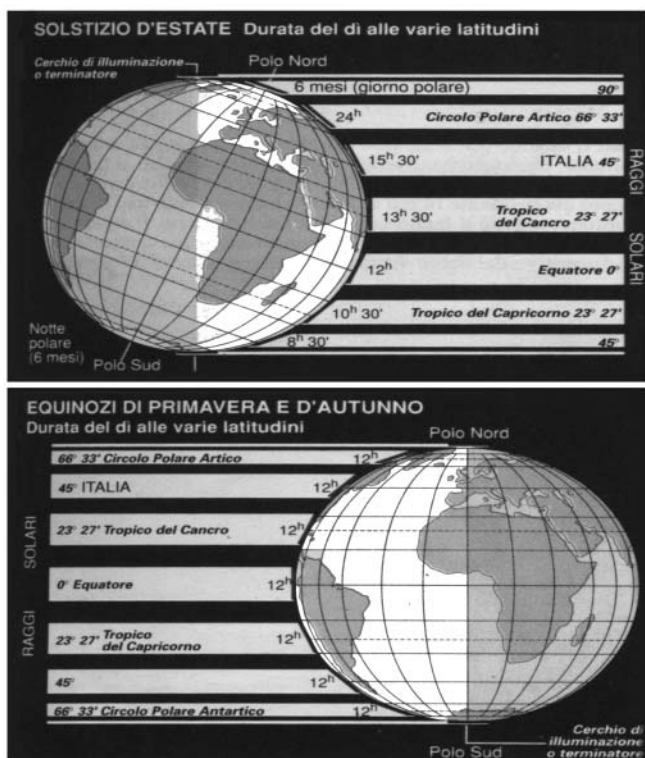 SOLSTIZIO D'ESTATE Durata del dì alle varie latitudini
Cerchio di illuminazione
o terminatore
Polo Nord
6 mesi (giorno polare) 90°
24h Circolo Polare Artico 66° 33'
15h 30' ITALIA 45°
13h 30' Tropico
del Cancro 23° 27'
12h Equatore 0°
10h 30' Tropico del Capricorno 23° 27'
8h 30' 45°
RAGGI
SOLARI
Notte
polare
(6 mesi)
Polo Sud
EQUINOZI DI PRIMAVERA E D'AUTUNNO
Durata del dì alle varie latitudini
Polo Nord
66° 33' Circolo Polare Artico 12h
45° ITALIA 12h
23° 27' Tropico del Cancro 12h
0° Equatore 12h
23° 27' Tropico
del Capricorno 12h
45° 12h
66° 33' Circolo Polare Antartico 12h
RAGGI
SOLARI
Cerchio di
illuminazione
o terminatore
Polo Sud